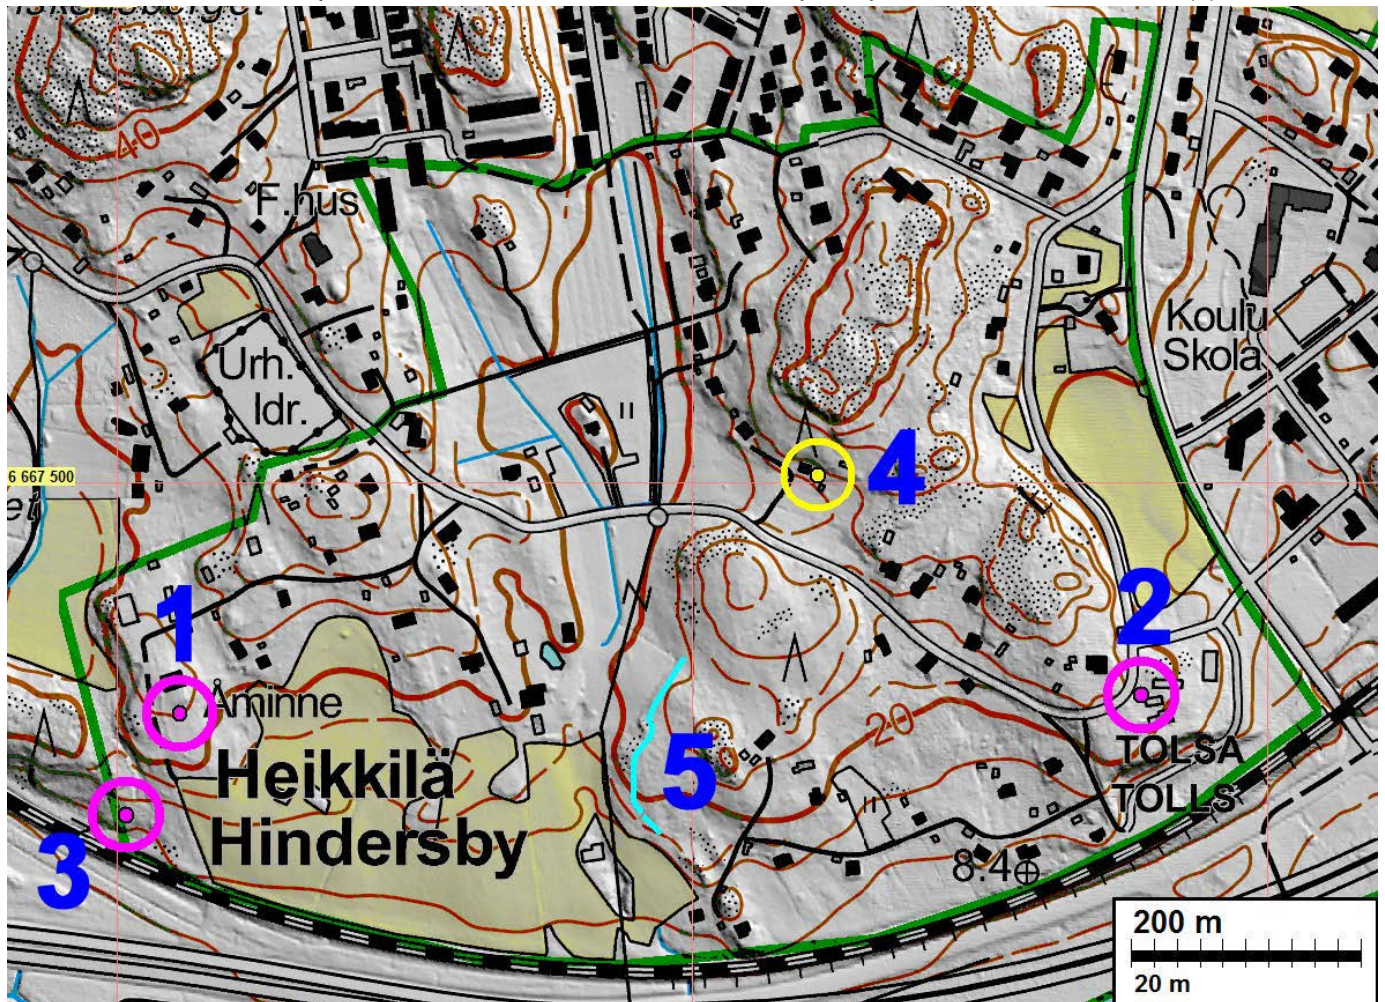 40
F.hus
Koulu
Skola
Urh.
Idr.
6 667 500
4
1
2
Åminne
20
5
Heikkilä
Hindersby
TOLSA
TOLLS
3
8.4
200 m
20 m